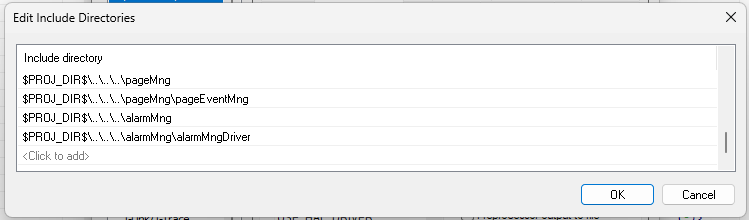 Edit Include Directories
Include directory
$PROJ_DIR$\..\..\..\pageMng
$PROJ_DIR$\..\..\..\pageMng\pageEventMng
$PROJ_DIR$\..\..\..\alarmMng
$PROJ_DIR$\..\..\..\alarmMng\alarmMngDriver
<Click to add>
OK Cancel